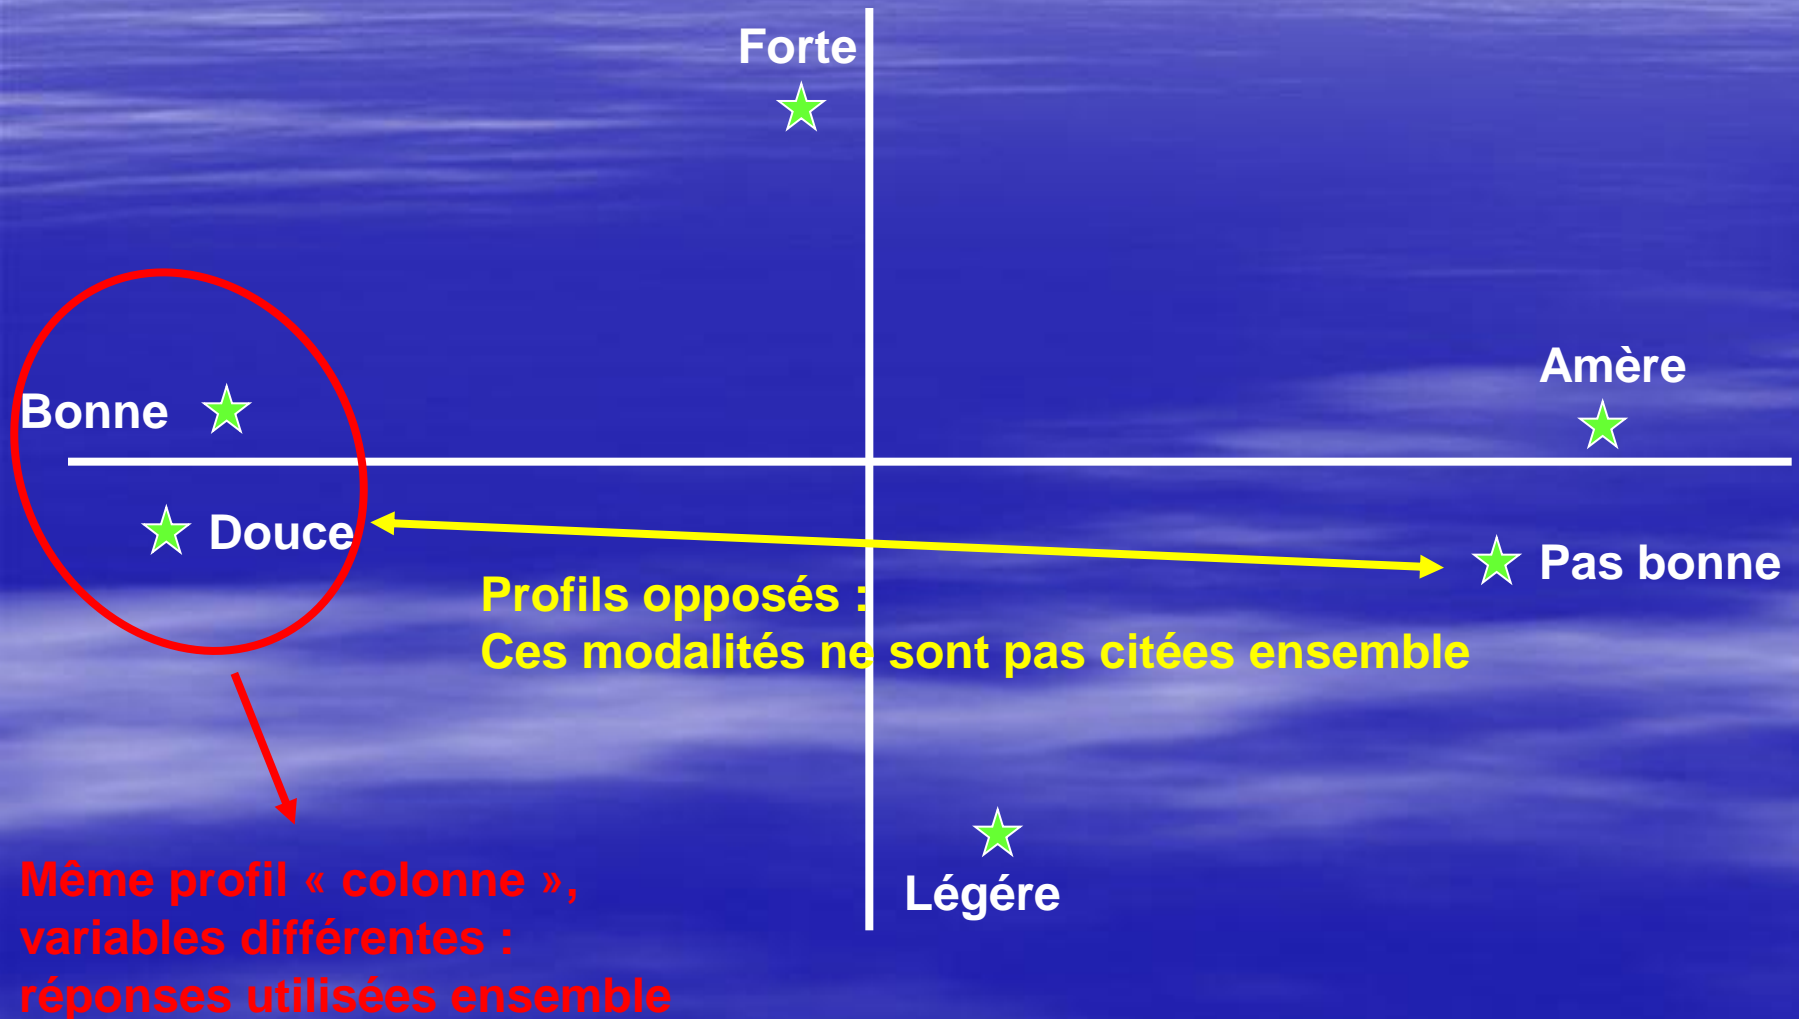 Forte
Amère
Bonne
Douce
Pas bonne
Profils opposés :
Ces modalités ne sont pas citées ensemble
Légére
Même profil « colonne »,
variables différentes :
réponses utilisées ensemble